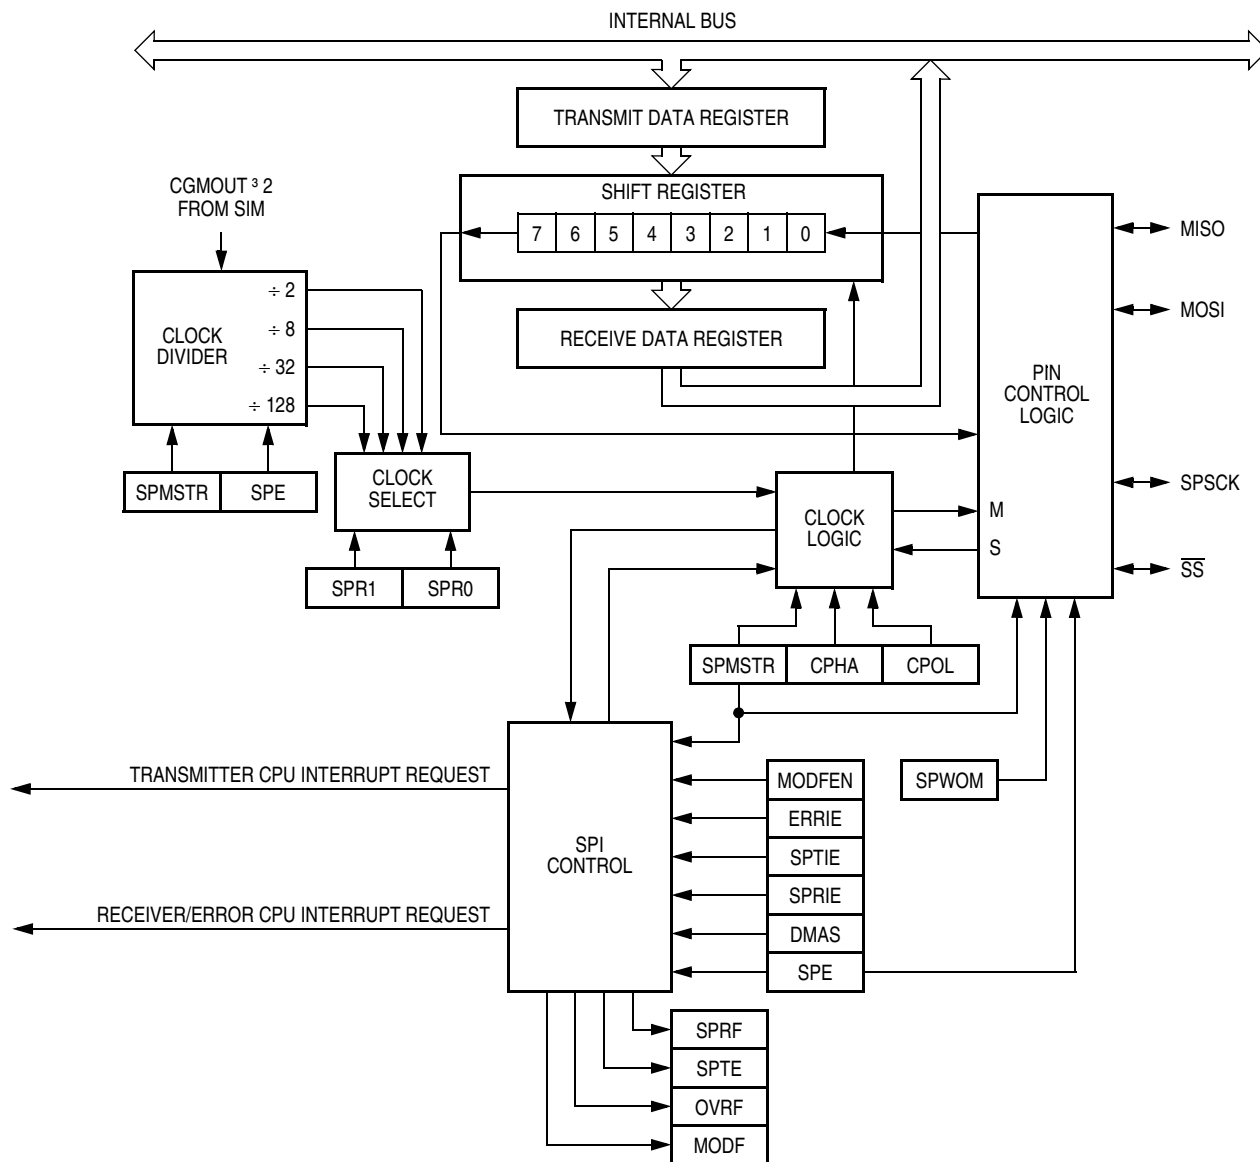 INTERNAL BUS
TRANSMIT DATA REGISTER
CGMOUT ³ 2
FROM SIM
SHIFT REGISTER
7 6 5 4 3 2 1 0
MISO
÷ 2
MOSI
÷ 8
CLOCK
DIVIDER
RECEIVE DATA REGISTER
÷ 32
PIN
CONTROL
LOGIC
÷ 128
CLOCK
SELECT
SPMSTR SPE
SPSCK
M
CLOCK
LOGIC
S
SS
SPR1 SPR0
SPMSTR CPHA CPOL
TRANSMITTER CPU INTERRUPT REQUEST
MODFEN
SPWOM
ERRIE
SPI
CONTROL
SPTIE
SPRIE
RECEIVER/ERROR CPU INTERRUPT REQUEST
DMAS
SPE
SPRF
SPTE
OVRF
MODF